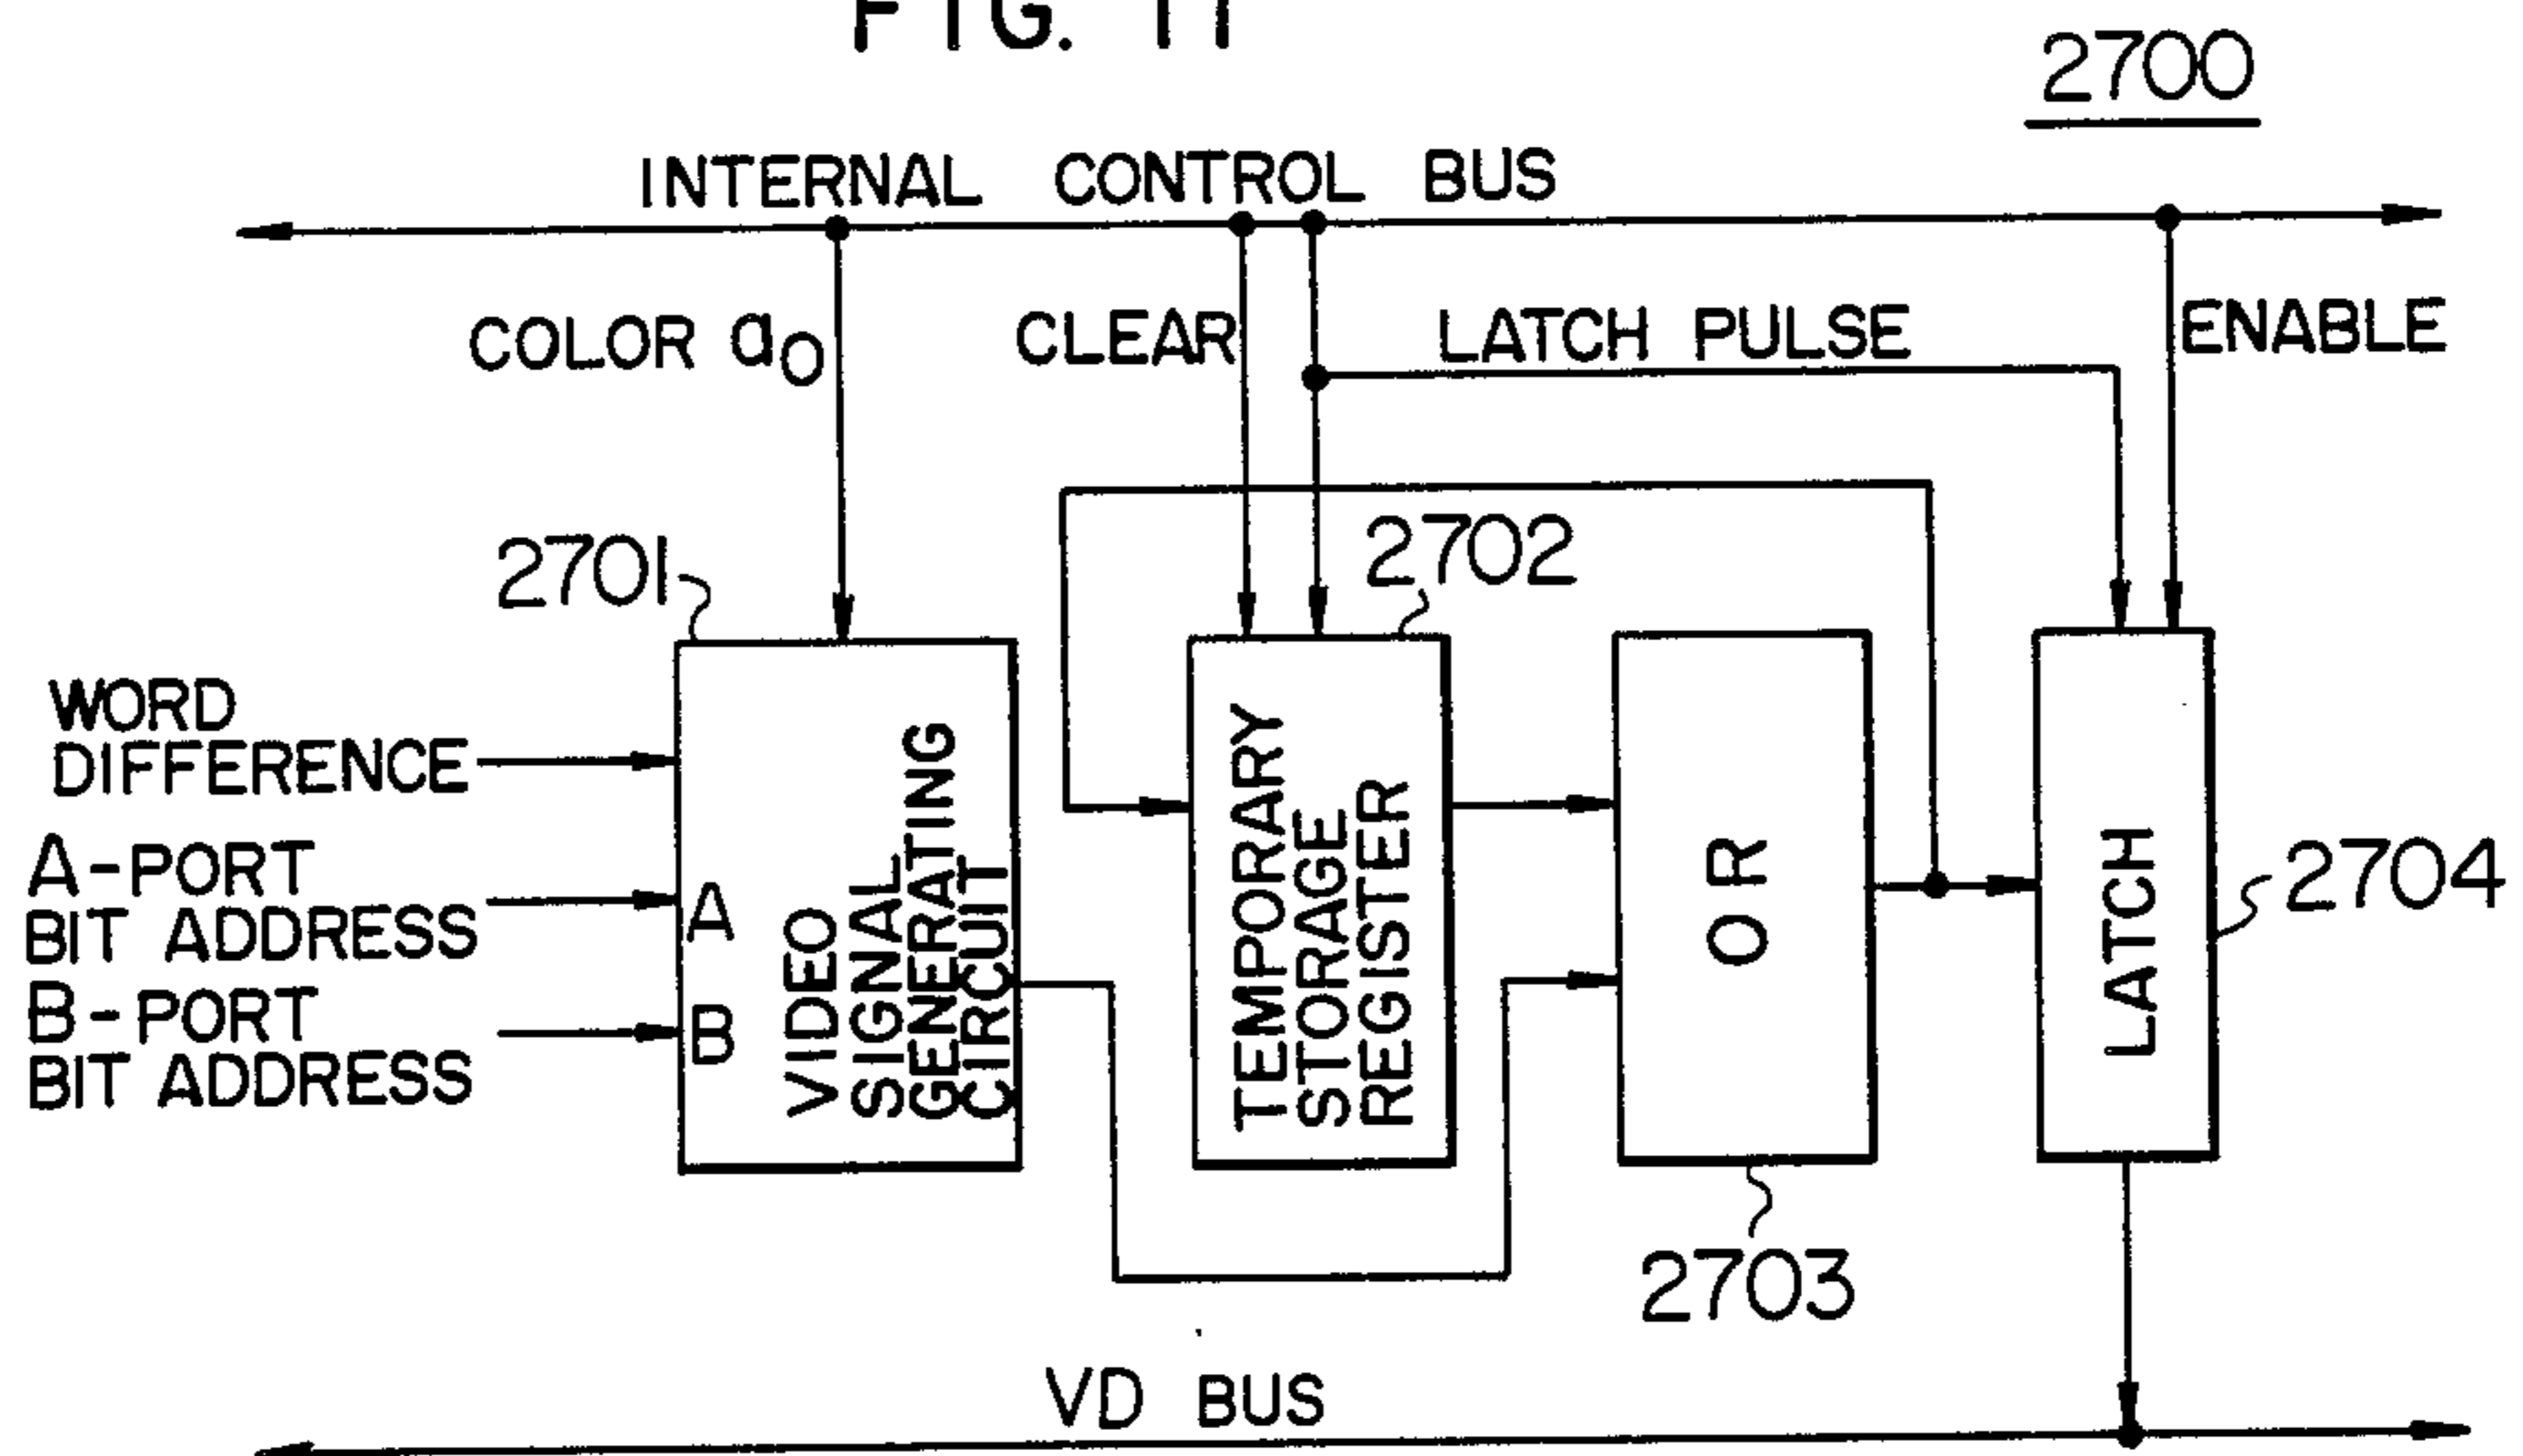 FIG. 11
2700
INTERNAL CONTROL BUS
COLOR a0
CLEAR
LATCH PULSE
ENABLE
2701
2702
WORD
DIFFERENCE
A-PORT
BIT ADDRESS
B-PORT
BIT ADDRESS
A
B
VIDEO
SIGNAL
GENERATING
CIRCUIT
TEMPORARY
STORAGE
REGISTER
OR
LATCH
2704
2703
VD BUS